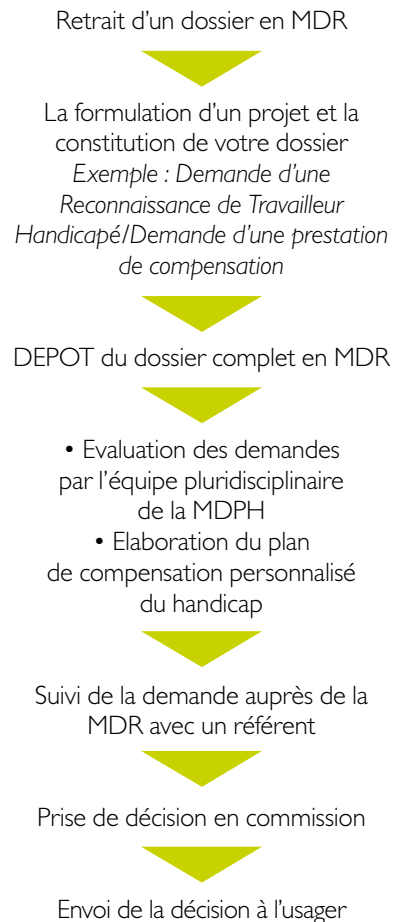 Retrait d’un dossier en MDR
La formulation d’un projet et la
constitution de votre dossier
Exemple : Demande d’une
Reconnaissance de Travailleur
Handicapé/Demande d’une prestation
de compensation
DEPOT du dossier complet en MDR
• Evaluation des demandes
par l’équipe pluridisciplinaire
de la MDPH
• Elaboration du plan
de compensation personnalisé
du handicap
Suivi de la demande auprès de la
MDR avec un référent
Prise de décision en commission
Envoi de la décision à l’usager